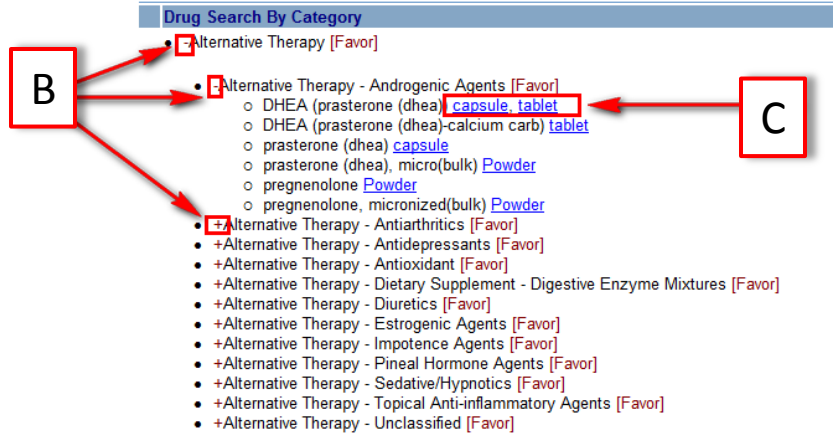 Drug Search By Category
-Alternative Therapy [Favor]
B
-Alternative Therapy - Androgenic Agents [Favor]
DHEA (prasterone (dhea)) capsule, tablet
C
DHEA (prasterone (dhea)-calcium carb) tablet
prasterone (dhea) capsule
prasterone (dhea), micro(bulk) Powder
pregnenolone Powder
pregnenolone, micronized(bulk) Powder
+Alternative Therapy - Antiarthritics [Favor]
+Alternative Therapy - Antidepressants [Favor]
+Alternative Therapy - Antioxidant [Favor]
+Alternative Therapy - Dietary Supplement - Digestive Enzyme Mixtures [Favor]
+Alternative Therapy - Diuretics [Favor]
+Alternative Therapy - Estrogenic Agents [Favor]
+Alternative Therapy - Impotence Agents [Favor]
+Alternative Therapy - Pineal Hormone Agents [Favor]
+Alternative Therapy - Sedative/Hypnotics [Favor]
+Alternative Therapy - Topical Anti-inflammatory Agents [Favor]
+Alternative Therapy - Unclassified [Favor]